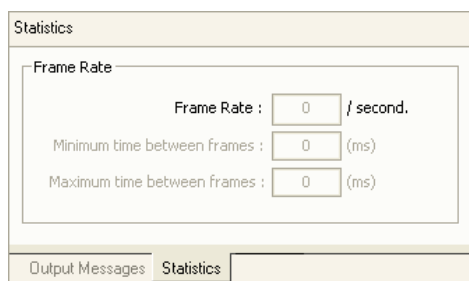 Statistics
Frame Rate
Frame Rate : 0 / second.
Minimum time between frames : 0 (ms)
Maximum time between frames : 0 (ms)
Output Messages Statistics